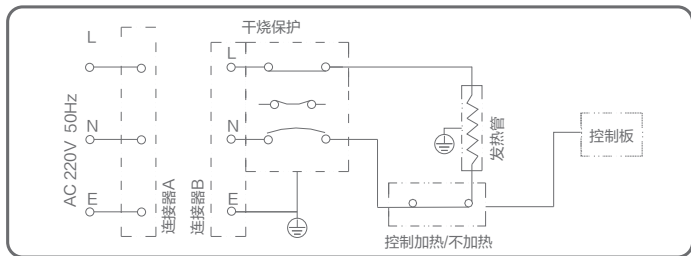 干烧保护
L
L
AC 220V 50Hz
N
N
E
E
连接器A
连接器B
发热管
控制板
控制加热/不加热